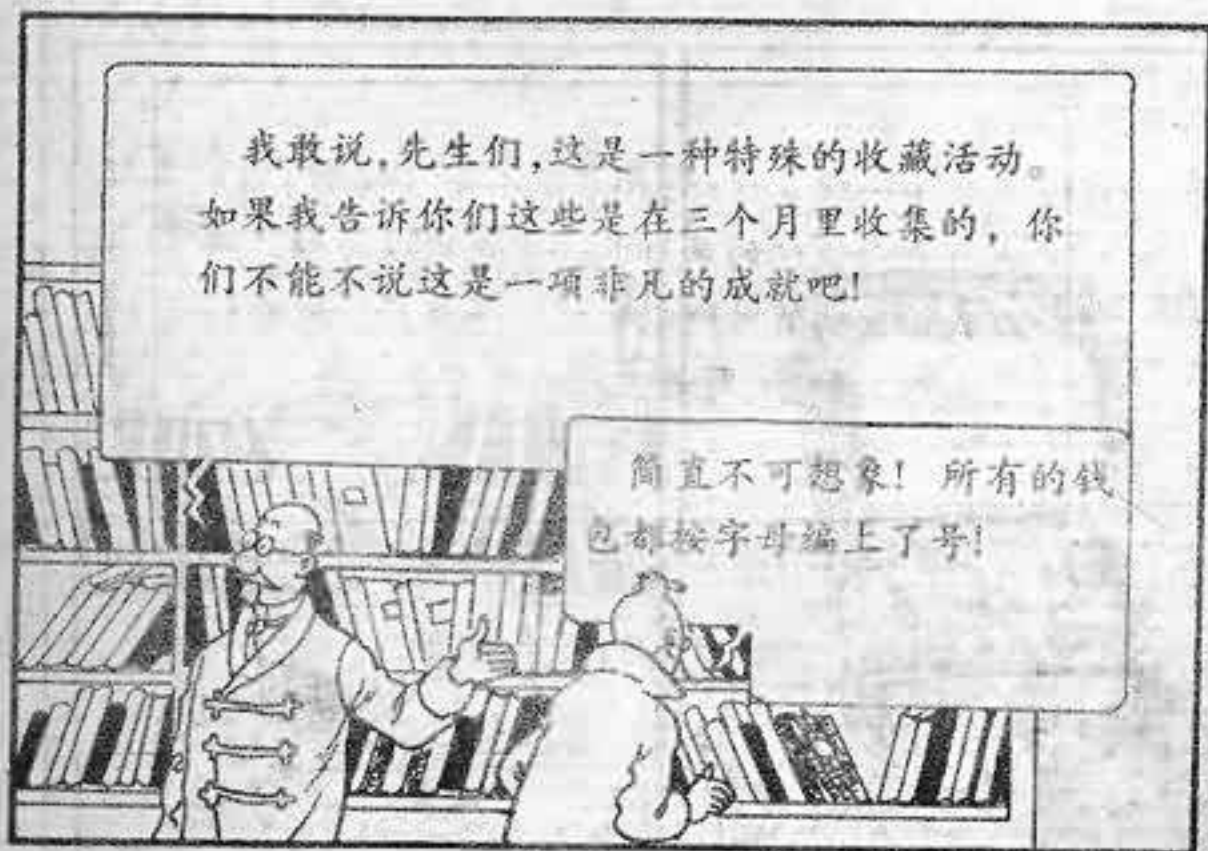 我敢说，先生们，这是一种特殊的收藏活动。
如果我告诉你们这些是在三个月里收集的，你
们不能不说这是一项非凡的成就吧！
简直不可想象！所有的钱
包都按字母编上了号！